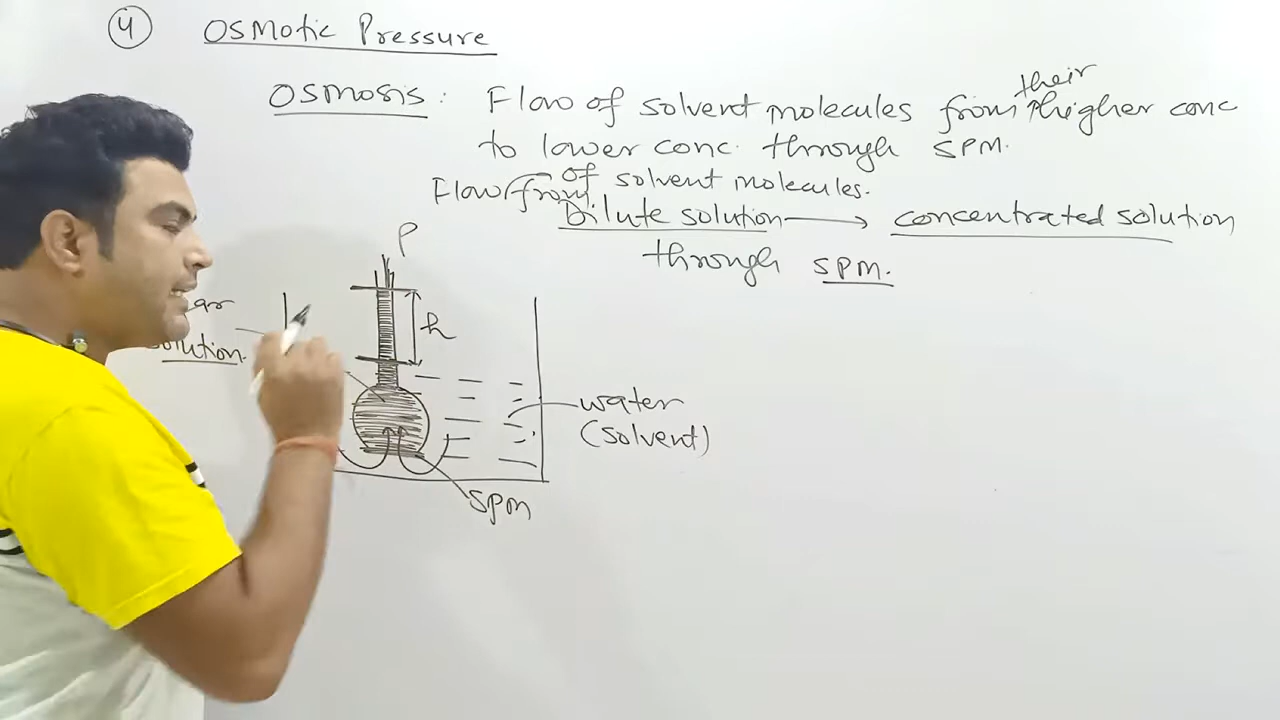 4 Osmotic Pressure
their
OSMOSIS: Flow of solvent molecules from higher conc
to lower conc. through SPM.
Flow from of solvent molecules.
Dilute solution → concentrated solution
through SPM.
P
h
solution.
water
(solvent)
SPM